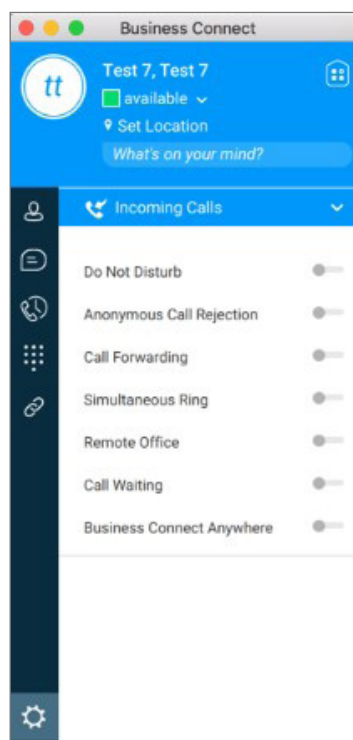 Business Connect
tt
Test 7, Test 7
available
Set Location
What's on your mind?
Incoming Calls
Do Not Disturb
Anonymous Call Rejection
Call Forwarding
Simultaneous Ring
Remote Office
Call Waiting
Business Connect Anywhere